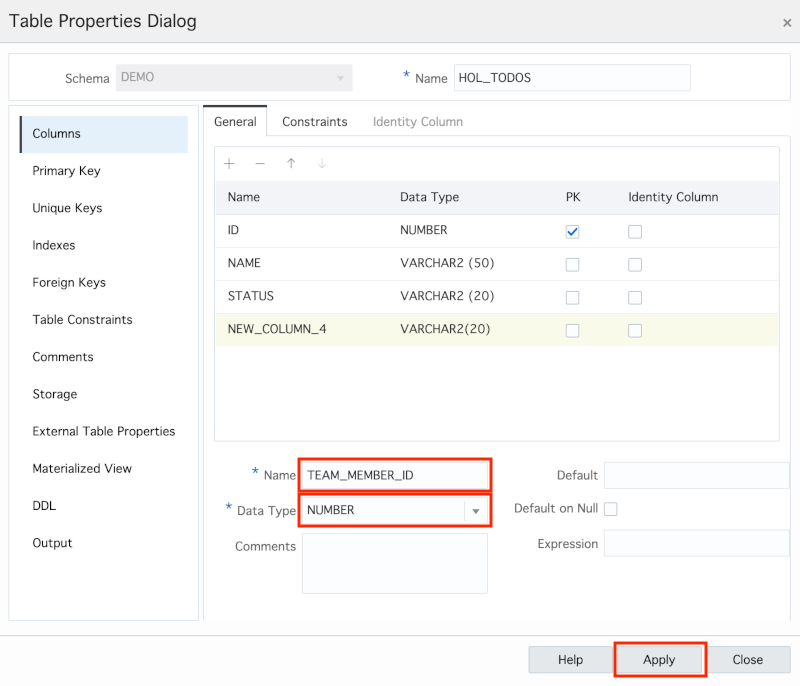 Table Properties Dialog
Schema DEMO * Name HOL_TODOS
Columns
Primary Key
Unique Keys
Indexes
Foreign Keys
Table Constraints
Comments
Storage
External Table Properties
Materialized View
DDL
Output
General Constraints Identity Column
Name Data Type PK Identity Column
ID NUMBER
NAME VARCHAR2 (50)
STATUS VARCHAR2 (20)
NEW_COLUMN_4 VARCHAR2(20)
* Name TEAM_MEMBER_ID
* Data Type NUMBER
Comments
Default
Default on Null
Expression
Help Apply Close